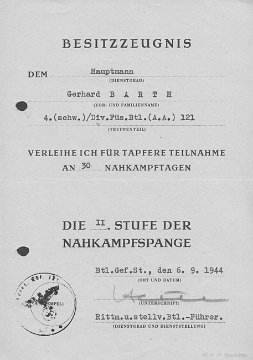 BESITZZEUGNIS
DEM Hauptmann
(DIENSTGRAD)
Gerhard B A R T H
(VOR- UND FAMILIENNAME)
4.(schw.)/Div.Füs.Btl.(A.A.) 121
(TRUPPENTEIL)
VERLEIHE ICH FÜR TAPFERE TEILNAHME
AN 30 NAHKAMPFTAGEN
DIE II. STUFE DER
NAHKAMPFSPANGE
Btl.Gef.St., den 6. 9. 1944
(ORT UND DATUM)
(UNTERSCHRIFT)
Rittm.u.stellv.Btl.-Führer.
(DIENSTGRAD UND DIENSTSTELLUNG)